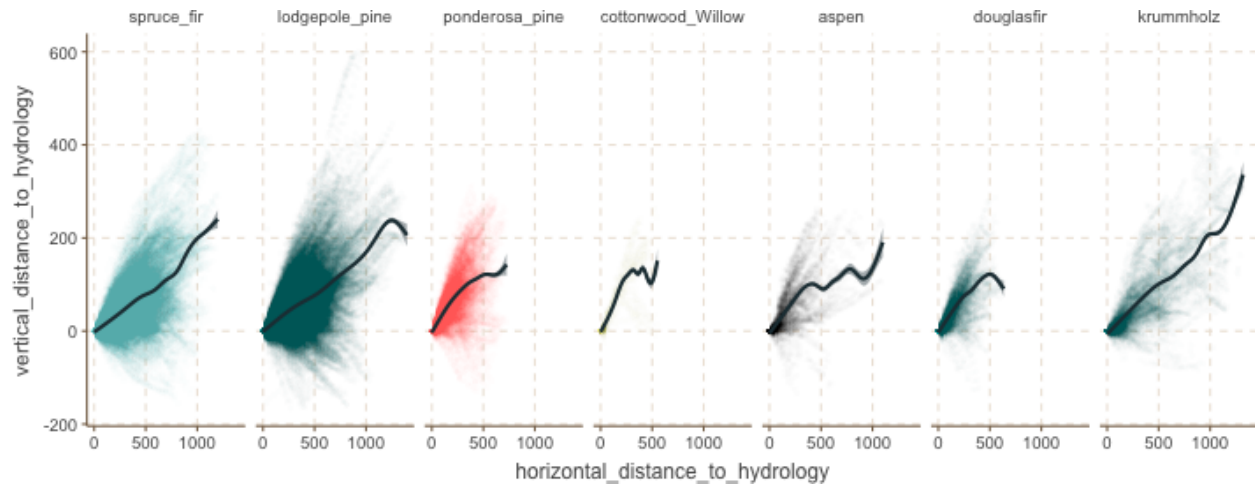 spruce_fir lodgepole_pine ponderosa_pine cottonwood_Willow aspen douglasfir krummholz
600
400
200
0
-200
vertical_distance_to_hydrology
0 500 1000 0 500 1000 0 500 1000 0 500 1000 0 500 1000 0 500 1000 0 500 1000
horizontal_distance_to_hydrology